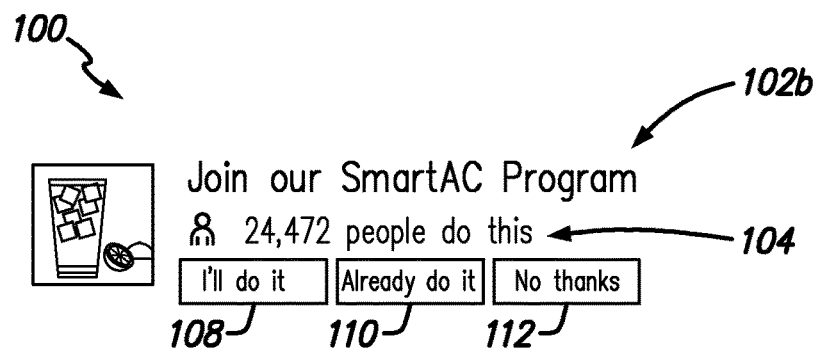 100
102b
Join our SmartAC Program
24,472 people do this
104
I'll do it Already do it No thanks
108 110 112